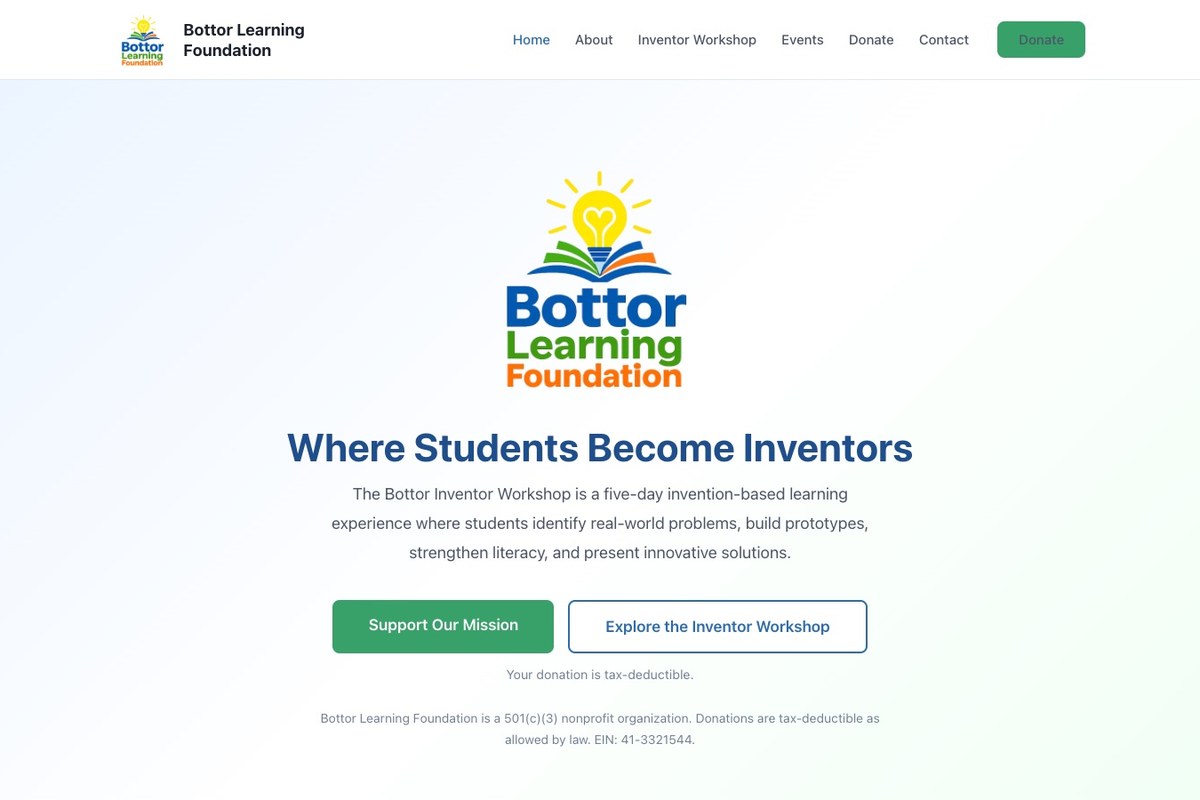 Bottor
Learning
Foundation
Bottor Learning
Foundation
Home
About
Inventor Workshop
Events
Donate
Contact
Donate
Bottor
Learning
Foundation
Where Students Become Inventors
The Bottor Inventor Workshop is a five-day invention-based learning
experience where students identify real-world problems, build prototypes,
strengthen literacy, and present innovative solutions.
Support Our Mission
Explore the Inventor Workshop
Your donation is tax-deductible.
Bottor Learning Foundation is a 501(c)(3) nonprofit organization. Donations are tax-deductible as
allowed by law. EIN: 41-3321544.